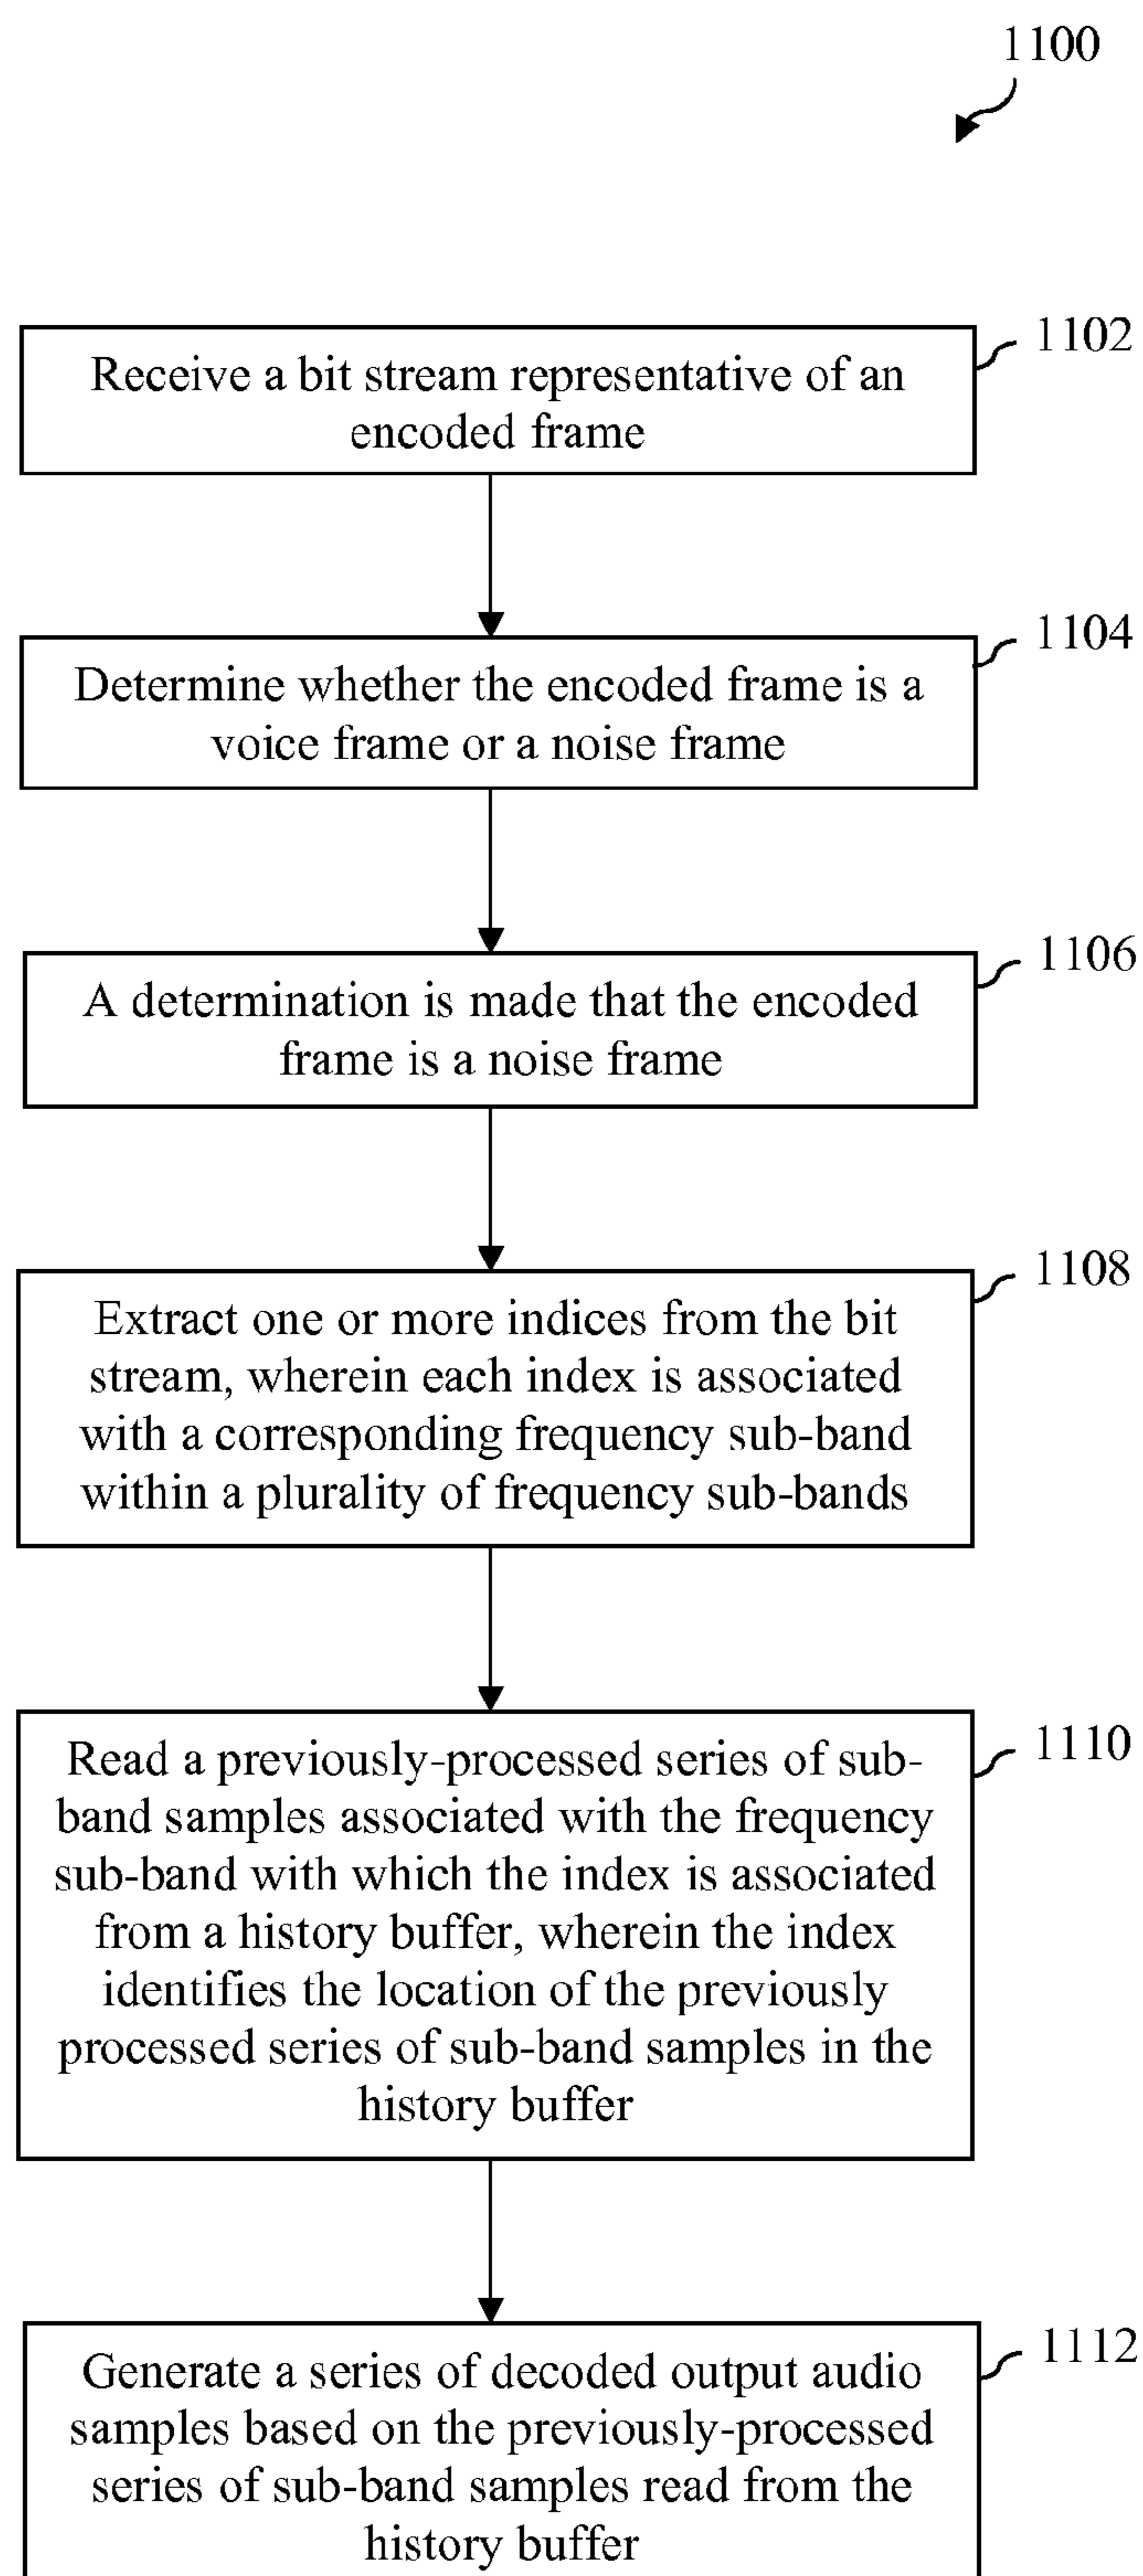 1100
1102
Receive a bit stream representative of an
encoded frame
1104
Determine whether the encoded frame is a
voice frame or a noise frame
1106
A determination is made that the encoded
frame is a noise frame
1108
Extract one or more indices from the bit
stream, wherein each index is associated
with a corresponding frequency sub-band
within a plurality of frequency sub-bands
1110
Read a previously-processed series of sub-
band samples associated with the frequency
sub-band with which the index is associated
from a history buffer, wherein the index
identifies the location of the previously
processed series of sub-band samples in the
history buffer
1112
Generate a series of decoded output audio
samples based on the previously-processed
series of sub-band samples read from the
history buffer